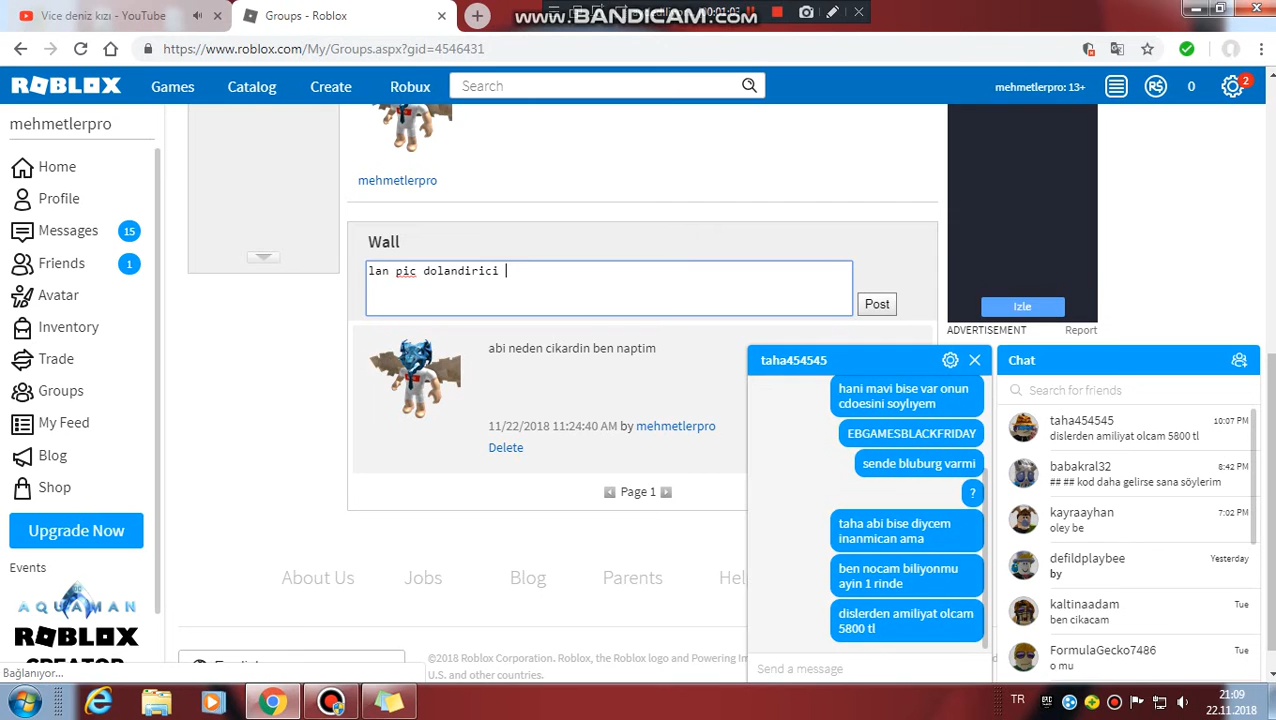 Vice deniz kızı - YouTube
Groups - Roblox
www.BANDICAM.com
https://www.roblox.com/My/Groups.aspx?gid=4546431
ROBLOX
Games
Catalog
Create
Robux
Search
mehmetlerpro: 13+
R$
0
2
mehmetlerpro
Home
Profile
Messages
15
Friends
1
Avatar
Inventory
Trade
Groups
My Feed
Blog
Shop
Upgrade Now
Events
AQUAMAN
ROBLOX
CREATOR
Bağlanıyor...
mehmetlerpro
Wall
lan pic dolandirici
Post
abi neden cikardin ben naptim
11/22/2018 11:24:40 AM by mehmetlerpro
Delete
Page 1
About Us
Jobs
Blog
Parents
Hel
English
©2018 Roblox Corporation. Roblox, the Roblox logo and Powering Im
U.S. and other countries.
Izle
ADVERTISEMENT
Report
taha454545
hani mavi bise var onun
cdoesini soylıyem
EBGAMESBLACKFRIDAY
sende bluburg varmi
?
taha abi bise diycem
inanmican ama
ben nocam biliyonmu
ayin 1 rinde
dislerden amiliyat olcam
5800 tl
Send a message
Chat
Search for friends
taha454545
10:07 PM
dislerden amiliyat olcam 5800 tl
babakral32
8:42 PM
## ## kod daha gelirse sana söylerim
kayraayhan
7:02 PM
oley be
defildplaybee
Yesterday
by
kaltinaadam
Tue
ben cikacam
FormulaGecko7486
Tue
o mu
TR
21:09
22.11.2018